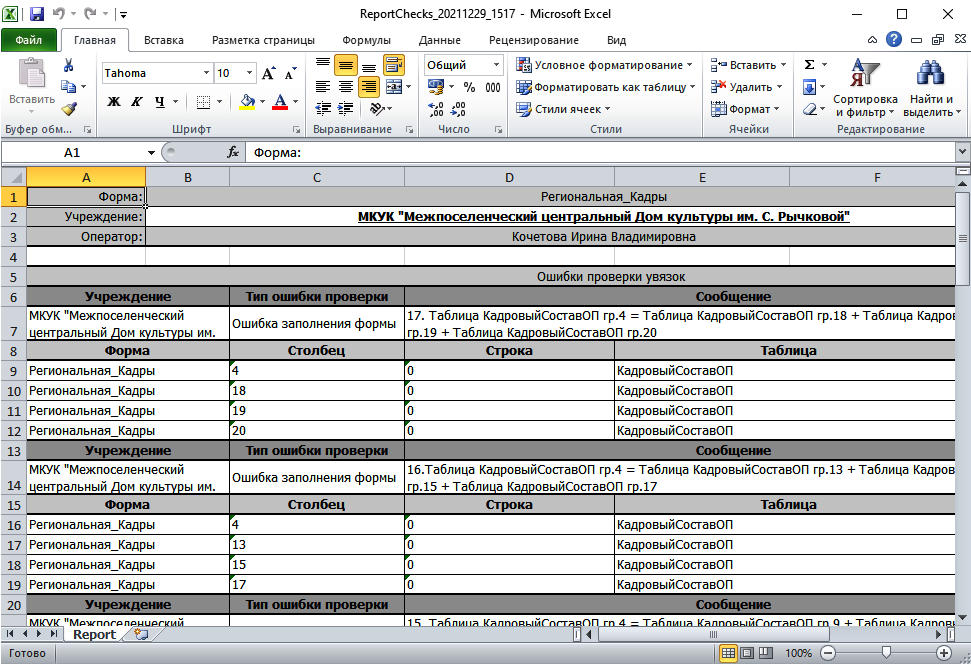 ReportChecks_20211229_1517 - Microsoft Excel
Файл Главная Вставка Разметка страницы Формулы Данные Рецензирование Вид
Вставить
Буфер обм...
Tahoma 10
Ж К Ч
Шрифт
Выравнивание
Общий
% 000
Число
Условное форматирование
Форматировать как таблицу
Стили ячеек
Стили
Вставить
Удалить
Формат
Ячейки
Сортировка и фильтр
Найти и выделить
Редактирование
A1 fx Форма:
A B C D E F
1 Форма: Региональная_Кадры
2 Учреждение: МКУК "Межпоселенческий центральный Дом культуры им. С. Рычковой"
3 Оператор: Кочетова Ирина Владимировна
4
5 Ошибки проверки увязок
6 Учреждение Тип ошибки проверки Сообщение
7 МКУК "Межпоселенческий центральный Дом культуры им. Ошибка заполнения формы 17. Таблица КадровыйСоставОП гр.4 = Таблица КадровыйСоставОП гр.18 + Таблица Кадров
гр.19 + Таблица КадровыйСоставОП гр.20
8 Форма Столбец Строка Таблица
9 Региональная_Кадры 4 0 КадровыйСоставОП
10 Региональная_Кадры 18 0 КадровыйСоставОП
11 Региональная_Кадры 19 0 КадровыйСоставОП
12 Региональная_Кадры 20 0 КадровыйСоставОП
13 Учреждение Тип ошибки проверки Сообщение
14 МКУК "Межпоселенческий центральный Дом культуры им. Ошибка заполнения формы 16.Таблица КадровыйСоставОП гр.4 = Таблица КадровыйСоставОП гр.13 + Таблица Кадров
гр.15 + Таблица КадровыйСоставОП гр.17
15 Форма Столбец Строка Таблица
16 Региональная_Кадры 4 0 КадровыйСоставОП
17 Региональная_Кадры 13 0 КадровыйСоставОП
18 Региональная_Кадры 15 0 КадровыйСоставОП
19 Региональная_Кадры 17 0 КадровыйСоставОП
20 Учреждение Тип ошибки проверки Сообщение
МКУК "Межпоселенческий 15. Таблица КадровыйСоставОП гр.4 = Таблица КадровыйСоставОП гр.9 + Таблица Кадров
Report
Готово 100%